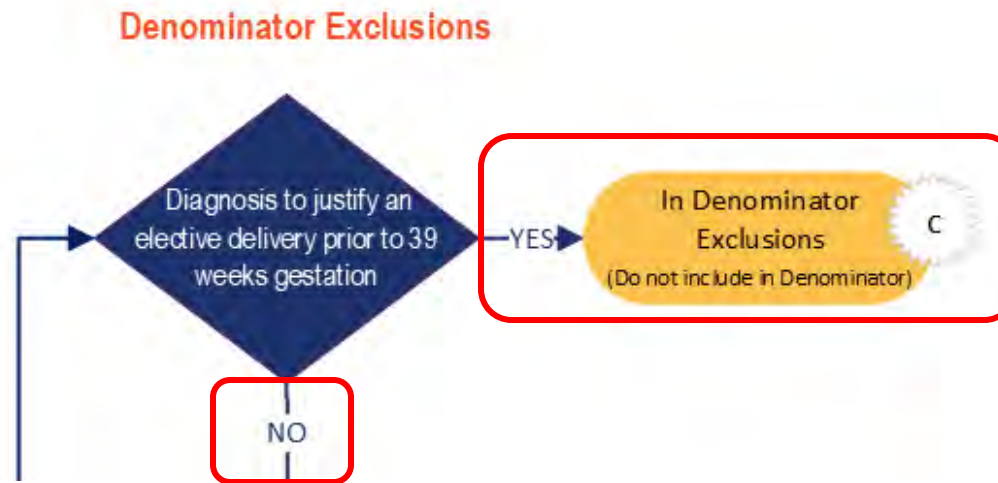 Denominator Exclusions
Diagnosis to justify an
elective delivery prior to 39
weeks gestation
YES
In Denominator
Exclusions
(Do not include in Denominator)
C
NO